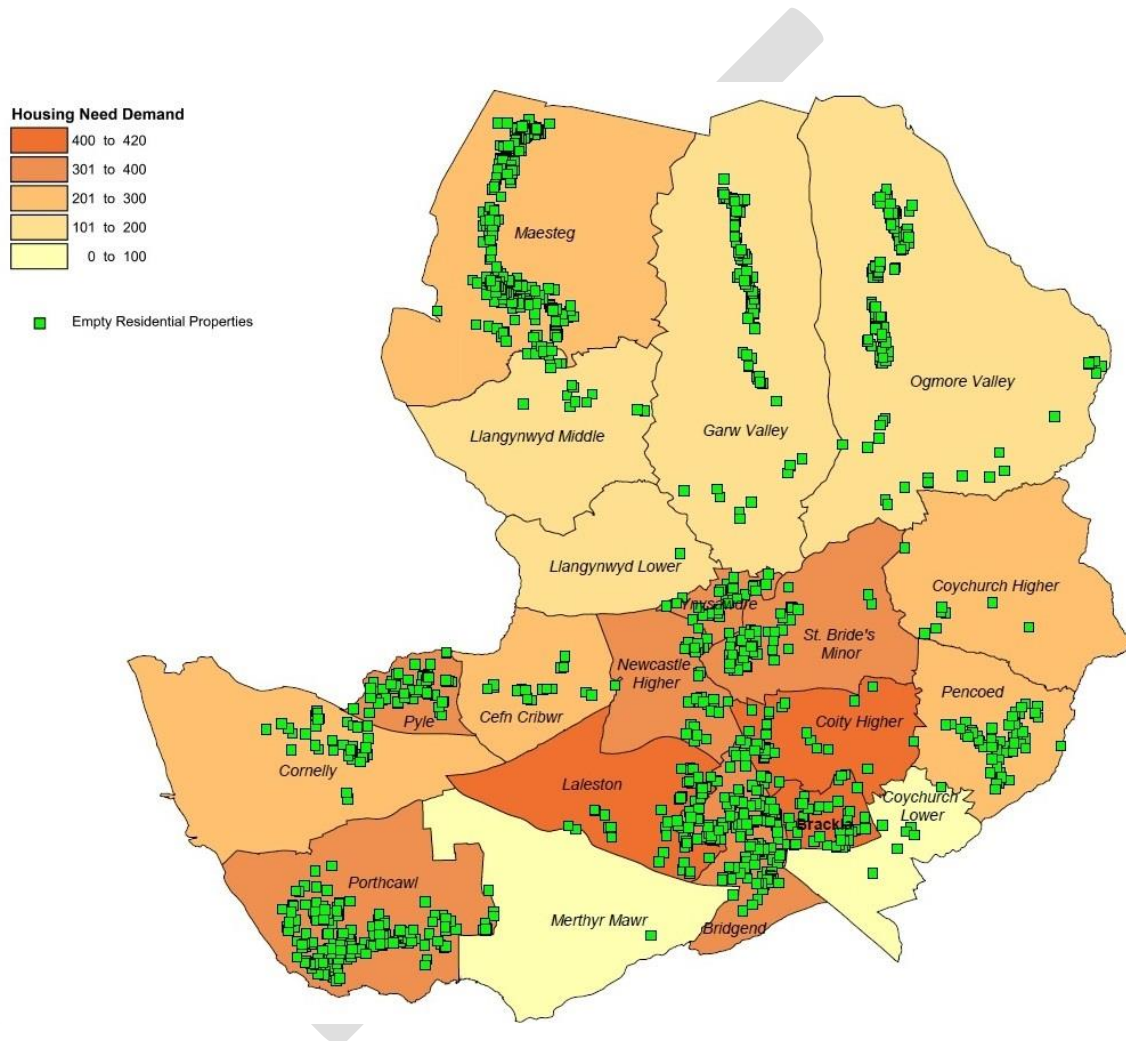 Housing Need Demand
400 to 420
301 to 400
201 to 300
101 to 200
0 to 100
Empty Residential Properties
Maesteg
Ogmore Valley
Garw Valley
Llangynwyd Middle
Llangynwyd Lower
Coychurch Higher
Ynysawdre
St. Bride's
Minor
Newcastle
Higher
Pencoed
Pyle
Cefn Cribwr
Coity Higher
Cornelly
Laleston
Coychurch
Lower
Brackla
Porthcawl
Merthyr Mawr
Bridgend